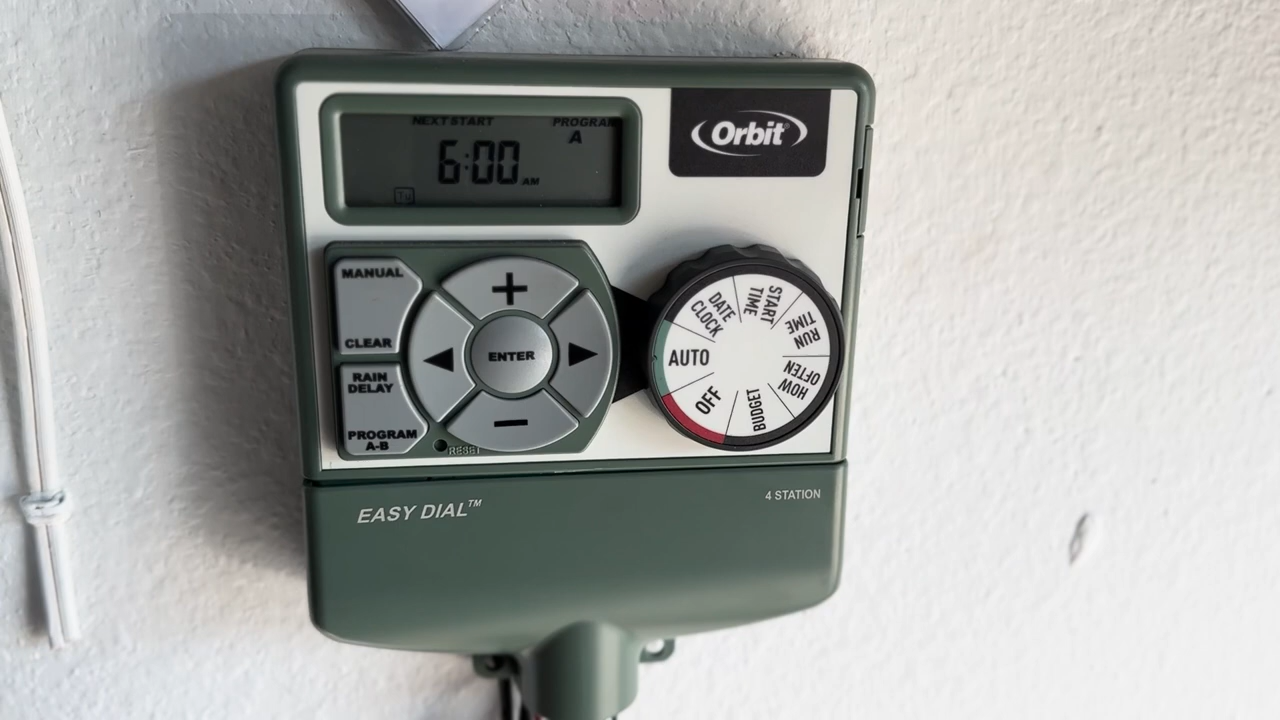 NEXT START PROGRAM
A
6:00 AM
Tu
Orbit®
MANUAL
CLEAR
RAIN
DELAY
PROGRAM
A-B
+
ENTER
−
RESET
DATE
CLOCK
START
TIME
RUN
TIME
HOW
OFTEN
BUDGET
OFF
AUTO
EASY DIAL™
4 STATION